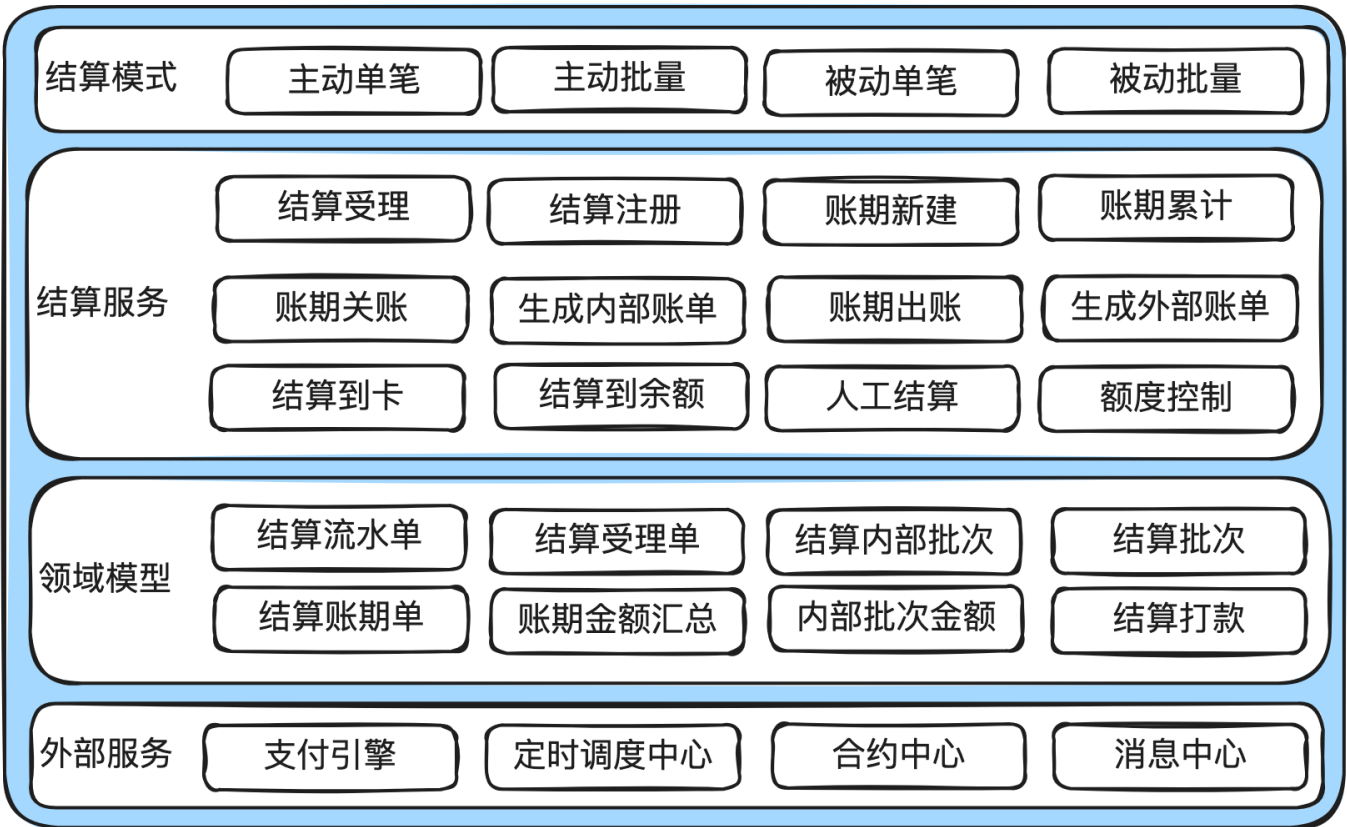 结算模式 主动单笔 主动批量 被动单笔 被动批量
结算受理 结算注册 账期新建 账期累计
结算服务 账期关账 生成内部账单 账期出账 生成外部账单
结算到卡 结算到余额 人工结算 额度控制
结算流水单 结算受理单 结算内部批次 结算批次
领域模型
结算账期单 账期金额汇总 内部批次金额 结算打款
外部服务 支付引擎 定时调度中心 合约中心 消息中心